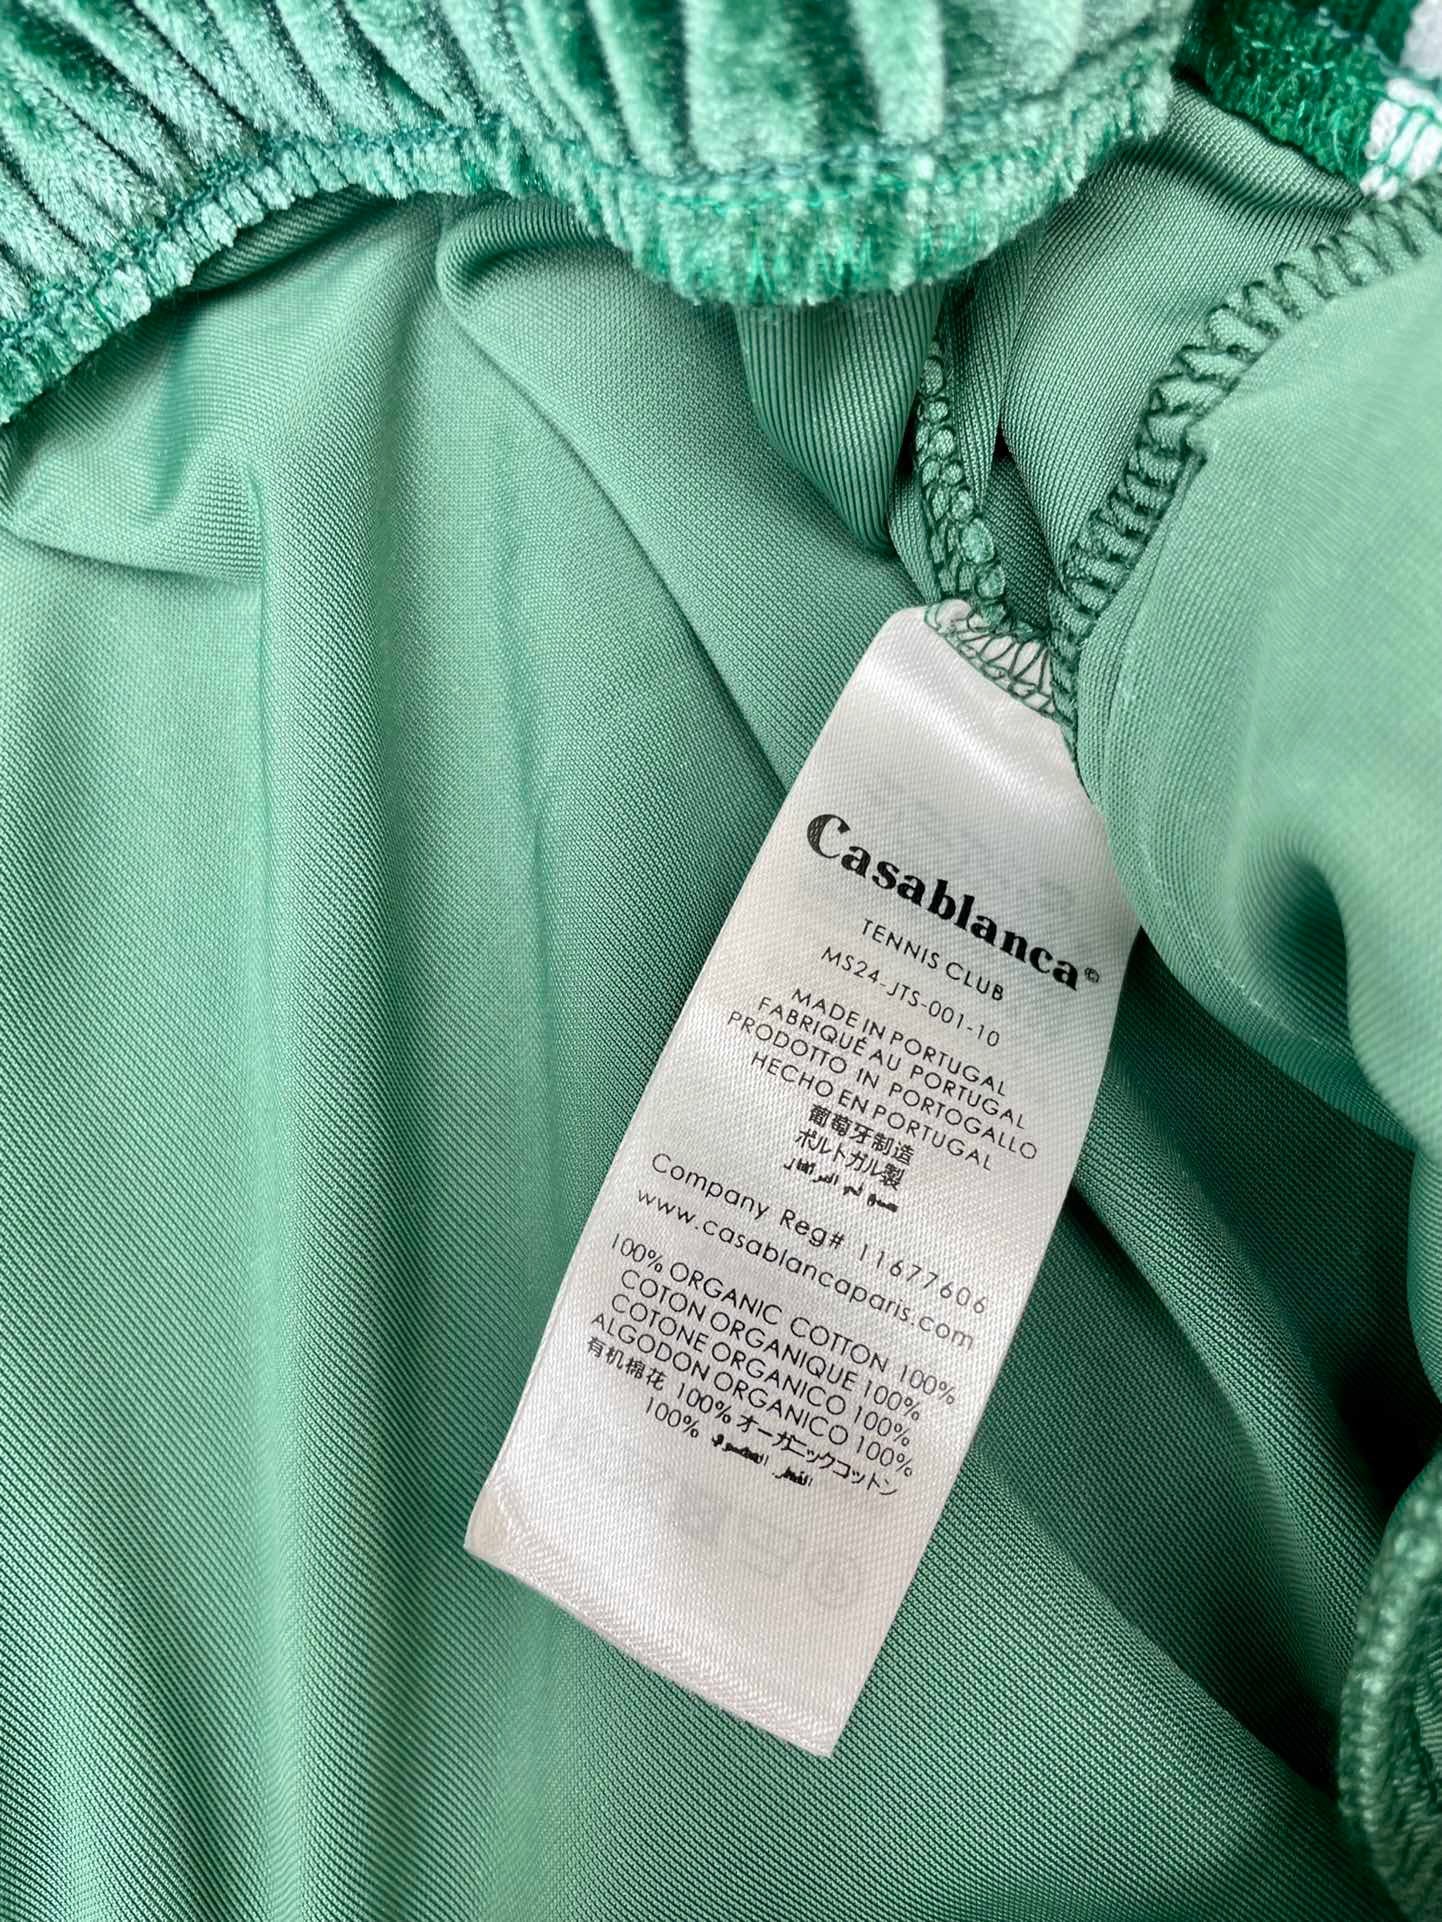 Casablanca®
TENNIS CLUB
MS24-JTS-001-10
MADE IN PORTUGAL
FABRIQUÉ AU PORTUGAL
PRODOTTO IN PORTOGALLO
HECHO EN PORTUGAL
葡萄牙制造
ポルトガル製
Company Reg# 11677606
www.casablancaparis.com
100% ORGANIC COTTON 100%
COTON ORGANIQUE 100%
COTONE ORGANICO 100%
ALGODON ORGANICO 100%
有机棉花 100% オーガニックコットン
100%